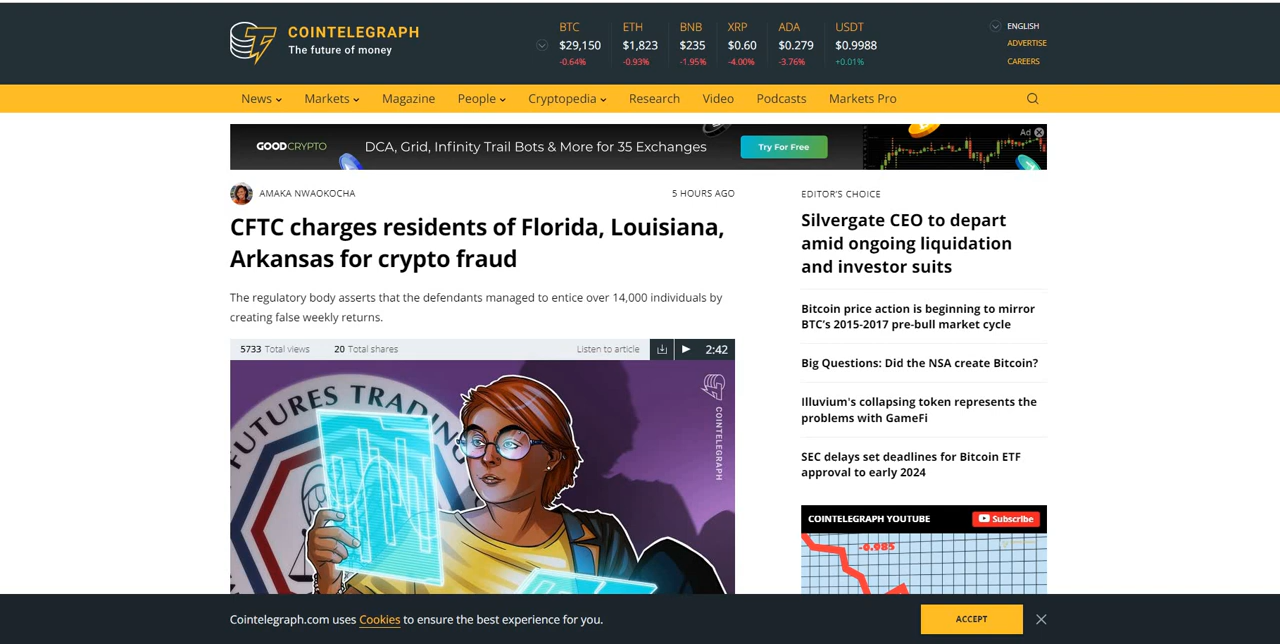 COINTELEGRAPH
The future of money
BTC
$29,150
-0.64%
ETH
$1,823
-0.93%
BNB
$235
-1.95%
XRP
$0.60
-4.00%
ADA
$0.279
-3.76%
USDT
$0.9988
+0.01%
ENGLISH
ADVERTISE
CAREERS
News Markets Magazine People Cryptopedia Research Video Podcasts Markets Pro
GOODCRYPTO DCA, Grid, Infinity Trail Bots & More for 35 Exchanges Try For Free Ad
AMAKA NWAOKOCHA 5 HOURS AGO
CFTC charges residents of Florida, Louisiana,
Arkansas for crypto fraud
The regulatory body asserts that the defendants managed to entice over 14,000 individuals by
creating false weekly returns.
5733 Total views 20 Total shares Listen to article 2:42
FUTURES TRADING
COINTELEGRAPH
EDITOR'S CHOICE
Silvergate CEO to depart
amid ongoing liquidation
and investor suits
Bitcoin price action is beginning to mirror
BTC's 2015-2017 pre-bull market cycle
Big Questions: Did the NSA create Bitcoin?
Illuvium's collapsing token represents the
problems with GameFi
SEC delays set deadlines for Bitcoin ETF
approval to early 2024
COINTELEGRAPH YOUTUBE Subscribe
-0.985
Cointelegraph.com uses Cookies to ensure the best experience for you. ACCEPT